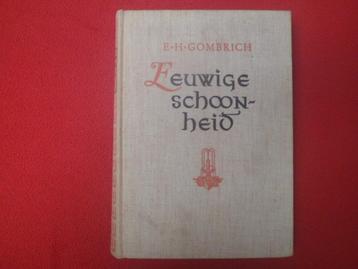 E·H·GOMBRICH
Eeuwige
schoon-
heid